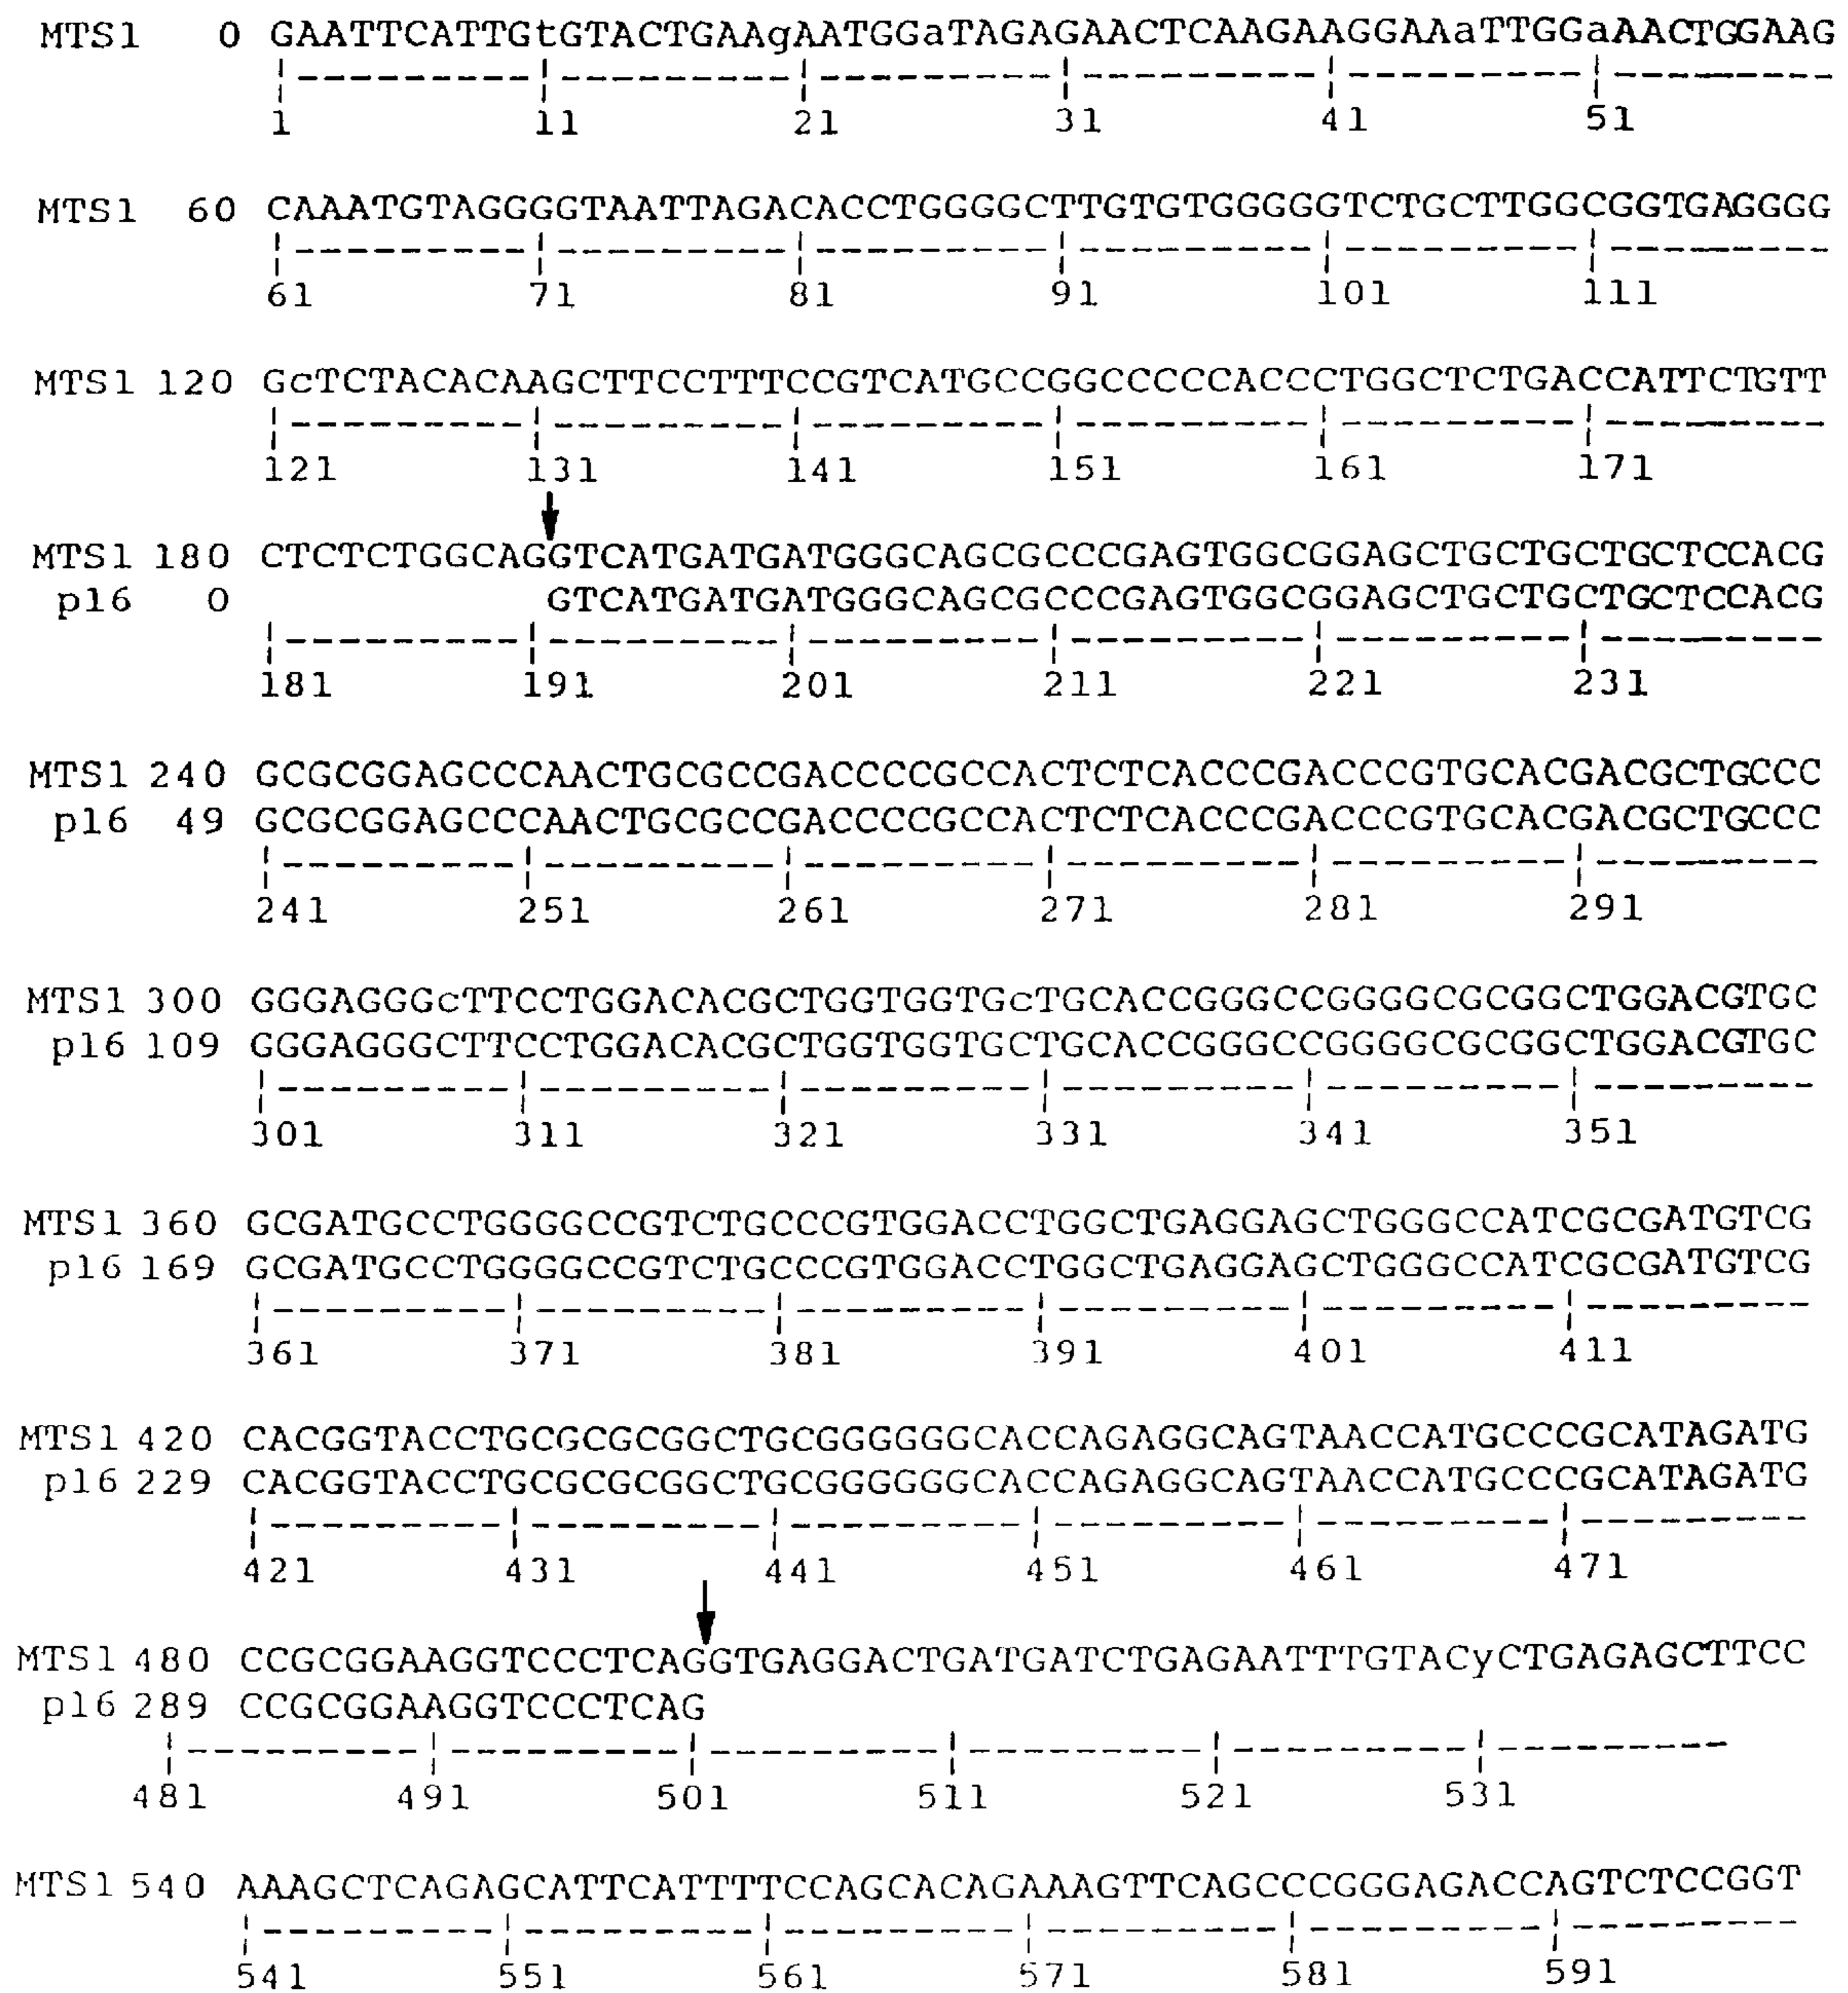 MTS1 0 GAATTCATTGtGTACTGAAgAATGGaTAGAGAACTCAAGAAGGAAaTTGGaAAACTGGAAG
1 11 21 31 41 51
MTS1 60 CAAATGTAGGGGTAATTAGACACCTGGGGCTTGTGTGGGGGTCTGCTTGGCGGTGAGGGG
61 71 81 91 101 111
MTS1 120 GcTCTACACAAGCTTCCTTTCCGTCATGCCGGCCCCCACCCTGGCTCTGACCATTCTGTT
121 131 141 151 161 171
MTS1 180 CTCTCTGGCAGGTCATGATGATGGGCAGCGCCCGAGTGGCGGAGCTGCTGCTGCTCCACG
p16 0 GTCATGATGATGGGCAGCGCCCGAGTGGCGGAGCTGCTGCTGCTCCACG
181 191 201 211 221 231
MTS1 240 GCGCGGAGCCCAACTGCGCCGACCCCGCCACTCTCACCCGACCCGTGCACGACGCTGCCC
p16 49 GCGCGGAGCCCAACTGCGCCGACCCCGCCACTCTCACCCGACCCGTGCACGACGCTGCCC
241 251 261 271 281 291
MTS1 300 GGGAGGGcTTCCTGGACACGCTGGTGGTGcTGCACCGGGCCGGGGCGCGGCTGGACGTGC
p16 109 GGGAGGGCTTCCTGGACACGCTGGTGGTGCTGCACCGGGCCGGGGCGCGGCTGGACGTGC
301 311 321 331 341 351
MTS1 360 GCGATGCCTGGGGCCGTCTGCCCGTGGACCTGGCTGAGGAGCTGGGCCATCGCGATGTCG
p16 169 GCGATGCCTGGGGCCGTCTGCCCGTGGACCTGGCTGAGGAGCTGGGCCATCGCGATGTCG
361 371 381 391 401 411
MTS1 420 CACGGTACCTGCGCGCGGCTGCGGGGGGCACCAGAGGCAGTAACCATGCCCGCATAGATG
p16 229 CACGGTACCTGCGCGCGGCTGCGGGGGGCACCAGAGGCAGTAACCATGCCCGCATAGATG
421 431 441 451 461 471
MTS1 480 CCGCGGAAGGTCCCTCAGGTGAGGACTGATGATCTGAGAATTTGTACyCTGAGAGCTTCC
p16 289 CCGCGGAAGGTCCCTCAG
481 491 501 511 521 531
MTS1 540 AAAGCTCAGAGCATTCATTTTCCAGCACAGAAAGTTCAGCCCGGGAGACCAGTCTCCGGT
541 551 561 571 581 591